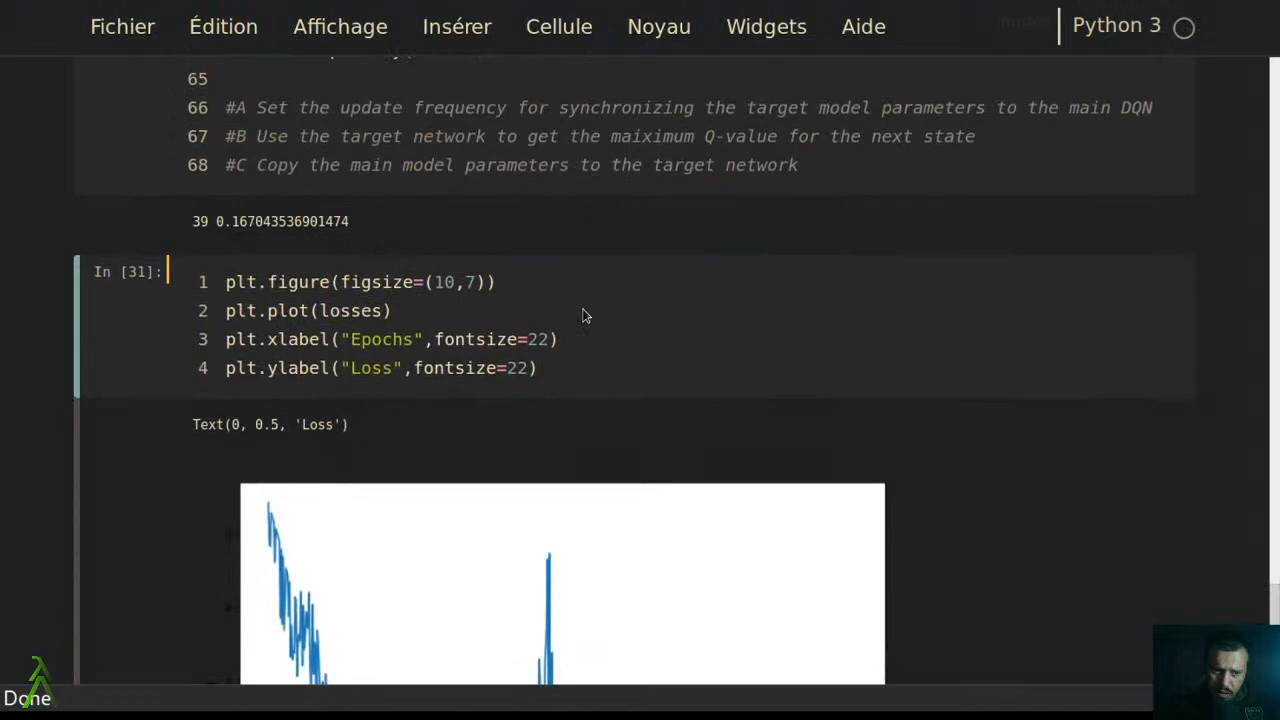 Fichier Édition Affichage Insérer Cellule Noyau Widgets Aide Python 3
65
66 #A Set the update frequency for synchronizing the target model parameters to the main DQN
67 #B Use the target network to get the maiximum Q-value for the next state
68 #C Copy the main model parameters to the target network
39 0.167043536901474
In [31]:
1 plt.figure(figsize=(10,7))
2 plt.plot(losses)
3 plt.xlabel("Epochs",fontsize=22)
4 plt.ylabel("Loss",fontsize=22)
Text(0, 0.5, 'Loss')
Done